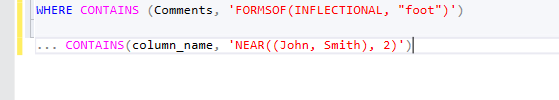 WHERE CONTAINS (Comments, 'FORMSOF(INFLECTIONAL, "foot")')
... CONTAINS(column_name, 'NEAR((John, Smith), 2)')